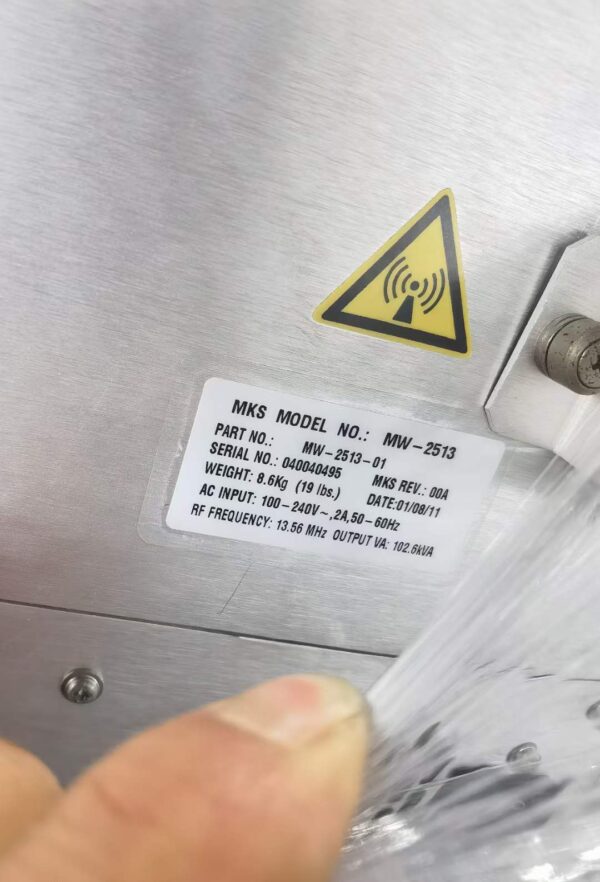 MKS MODEL NO.: MW-2513
PART NO.: MW-2513-01
SERIAL NO.: 040040495 MKS REV.: 00A
WEIGHT: 8.6Kg (19 lbs.) DATE:01/08/11
AC INPUT: 100-240V~,2A,50-60Hz
RF FREQUENCY: 13.56 MHz OUTPUT VA: 102.6kVA